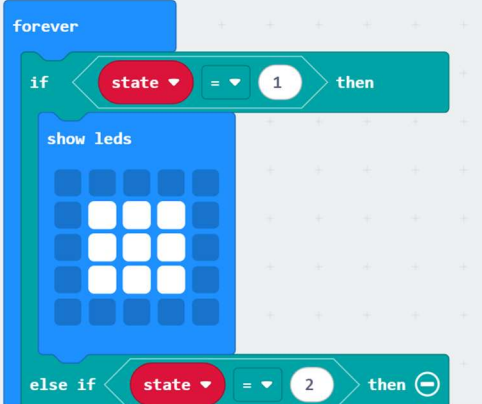 forever
if state = 1 then
show leds
else if state = 2 then